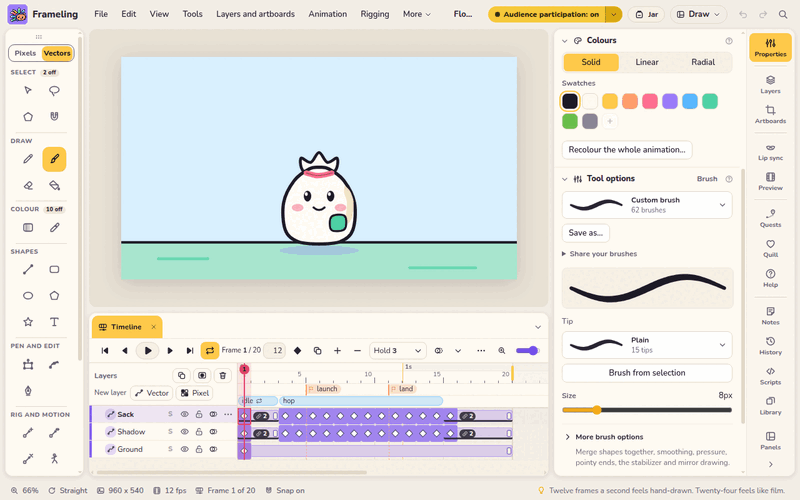 Frameling
File Edit View Tools Layers and artboards Animation Rigging More
Flo...
Audience participation: on
Jar
Draw
Pixels Vectors
SELECT 2 off
DRAW
COLOUR 10 off
SHAPES
PEN AND EDIT
RIG AND MOTION
Colours
Solid Linear Radial
Swatches
+
Recolour the whole animation...
Tool options Brush
Custom brush
62 brushes
Save as...
Share your brushes
Tip
Plain
15 tips
Brush from selection
Size 8px
More brush options
Merge shapes together, smoothing, pressure,
pointy ends, the stabilizer and mirror drawing.
Properties
Layers
Artboards
Lip sync
Preview
Quests
Quill
Help
Notes
History
Scripts
Library
Panels
Timeline
Frame 1 / 20 12 Hold 3
Layers
New layer Vector Pixel
1 5 10 1s 15 20
launch land
idle hop
Sack S 2 2
Shadow S 2 2
Ground S
66% Straight 960 x 540 12 fps Frame 1 of 20 Snap on
Twelve frames a second feels hand-drawn. Twenty-four feels like film.